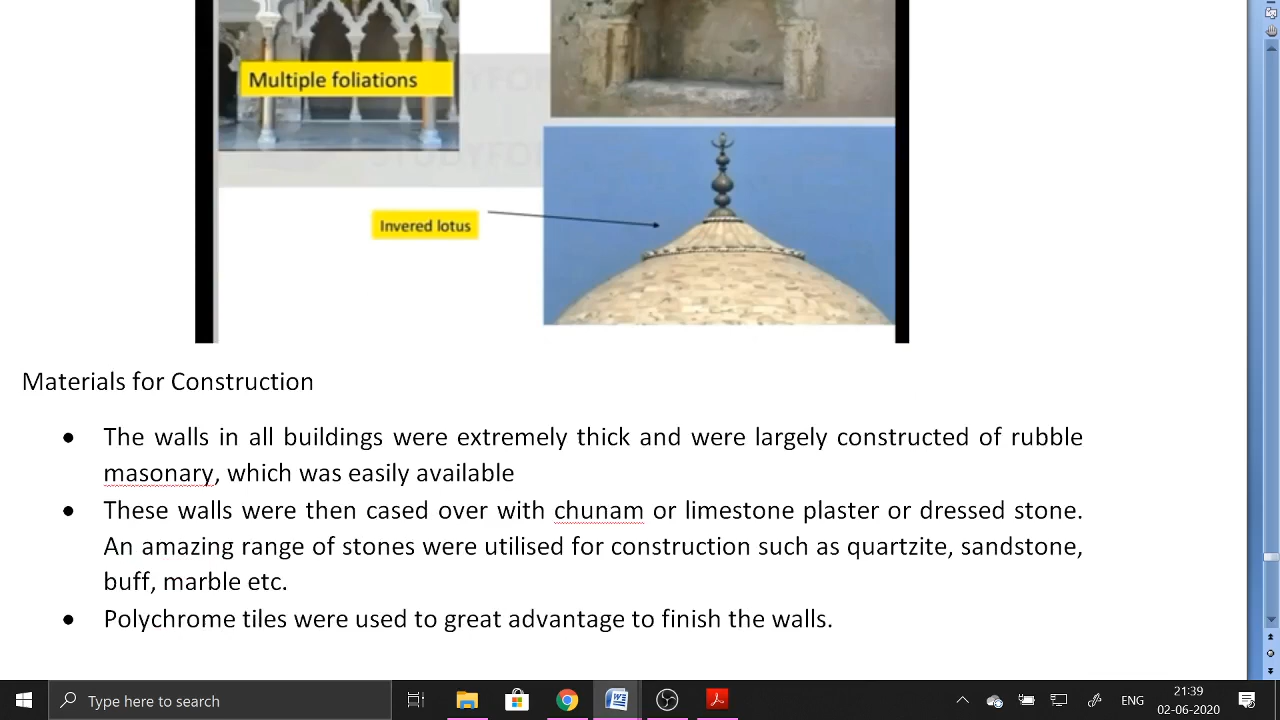 Multiple foliations
STUDYFOR
Invered lotus
Materials for Construction
• The walls in all buildings were extremely thick and were largely constructed of rubble
masonary, which was easily available
• These walls were then cased over with chunam or limestone plaster or dressed stone.
An amazing range of stones were utilised for construction such as quartzite, sandstone,
buff, marble etc.
• Polychrome tiles were used to great advantage to finish the walls.
Type here to search
ENG
21:39
02-06-2020